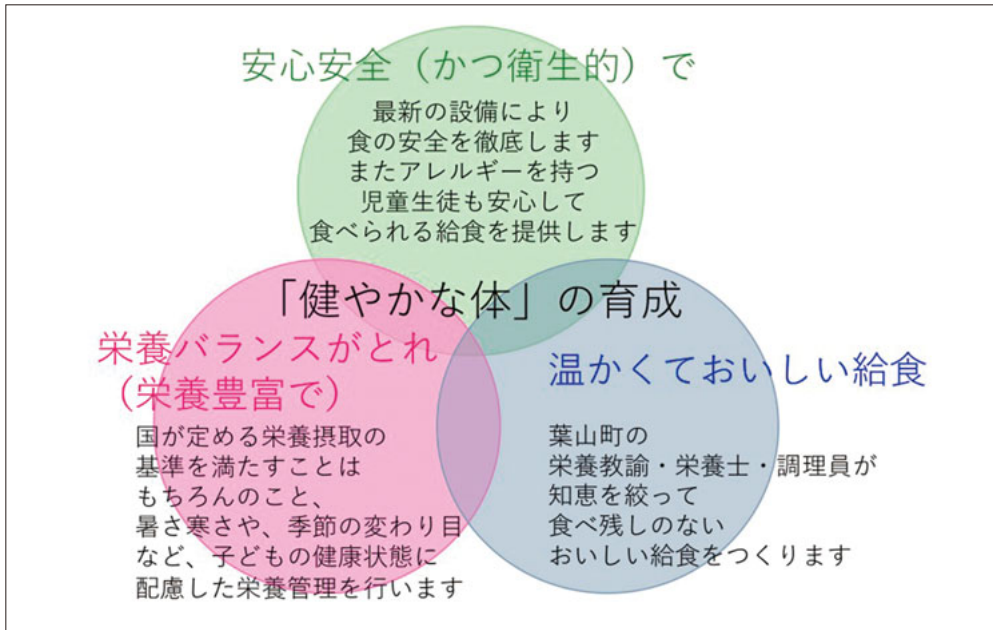 安心安全（かつ衛生的）で
最新の設備により
食の安全を徹底します
またアレルギーを持つ
児童生徒も安心して
食べられる給食を提供します
「健やかな体」の育成
栄養バランスがとれ
（栄養豊富で）
国が定める栄養摂取の
基準を満たすことは
もちろんのこと、
暑さ寒さや、季節の変わり目
など、子どもの健康状態に
配慮した栄養管理を行います
温かくておいしい給食
葉山町の
栄養教諭・栄養士・調理員が
知恵を絞って
食べ残しのない
おいしい給食をつくります